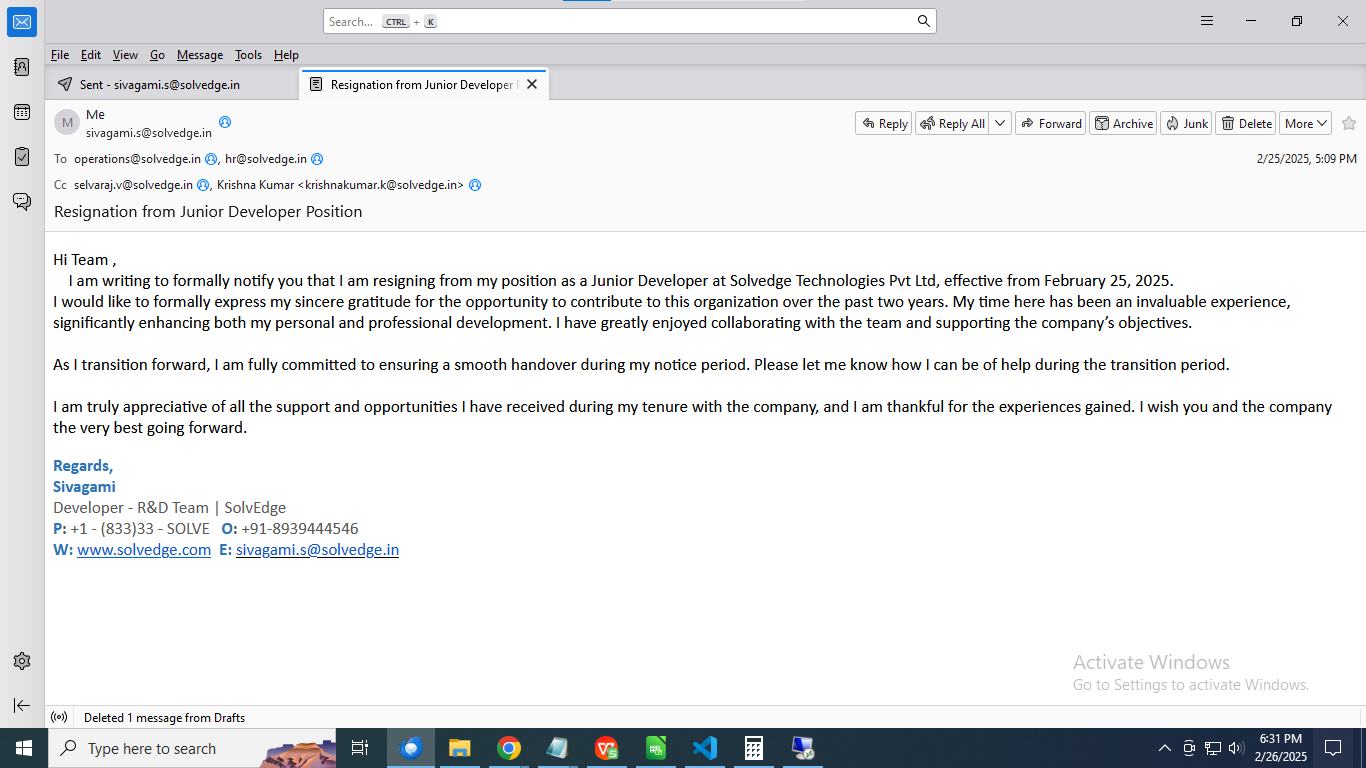 Search... CTRL + K
File Edit View Go Message Tools Help
Sent - sivagami.s@solvedge.in
Resignation from Junior Developer
M
Me
sivagami.s@solvedge.in
Reply Reply All Forward Archive Junk Delete More
To operations@solvedge.in , hr@solvedge.in
2/25/2025, 5:09 PM
Cc selvaraj.v@solvedge.in , Krishna Kumar <krishnakumar.k@solvedge.in>
Resignation from Junior Developer Position
Hi Team ,
I am writing to formally notify you that I am resigning from my position as a Junior Developer at Solvedge Technologies Pvt Ltd, effective from February 25, 2025.
I would like to formally express my sincere gratitude for the opportunity to contribute to this organization over the past two years. My time here has been an invaluable experience,
significantly enhancing both my personal and professional development. I have greatly enjoyed collaborating with the team and supporting the company’s objectives.
As I transition forward, I am fully committed to ensuring a smooth handover during my notice period. Please let me know how I can be of help during the transition period.
I am truly appreciative of all the support and opportunities I have received during my tenure with the company, and I am thankful for the experiences gained. I wish you and the company
the very best going forward.
Regards,
Sivagami
Developer - R&D Team | SolvEdge
P: +1 - (833)33 - SOLVE O: +91-8939444546
W: www.solvedge.com E: sivagami.s@solvedge.in
Activate Windows
Go to Settings to activate Windows.
Deleted 1 message from Drafts
Type here to search
6:31 PM
2/26/2025